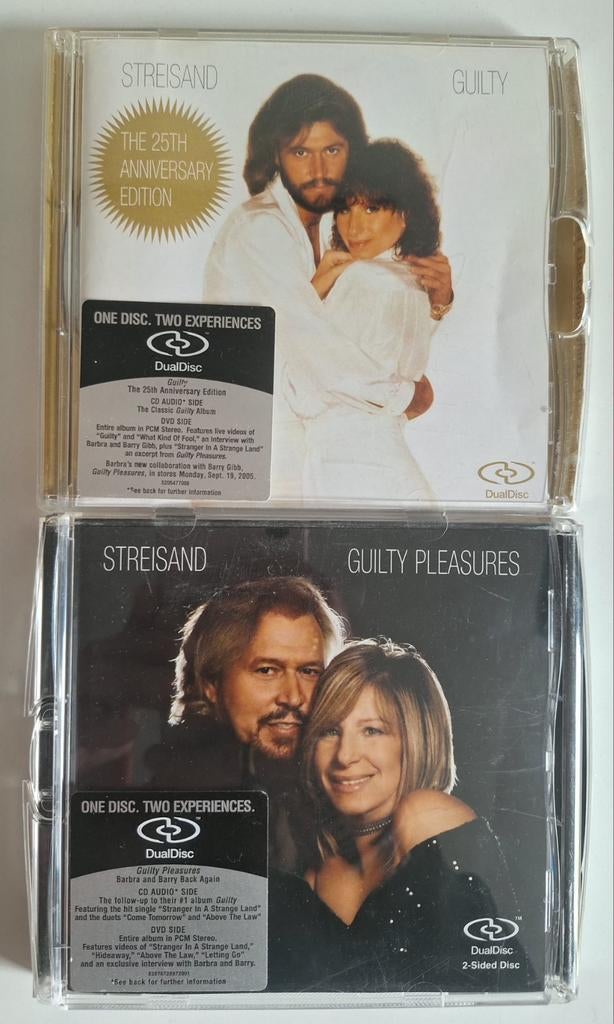 STREISAND GUILTY
THE 25TH
ANNIVERSARY
EDITION
ONE DISC. TWO EXPERIENCES
DualDisc
Guilty
The 25th Anniversary Edition
CD AUDIO* SIDE
The Classic Guilty Album
DVD SIDE
Entire album in PCM Stereo. Features live videos of
"Guilty" and "What Kind Of Fool," an interview with
Barbra and Barry Gibb, plus "Stranger In A Strange Land"
an excerpt from Guilty Pleasures.
Barbra's new collaboration with Barry Gibb,
Guilty Pleasures, in stores Monday, Sept. 19, 2005.
*See back for further information
DualDisc
STREISAND GUILTY PLEASURES
ONE DISC. TWO EXPERIENCES.
DualDisc
Guilty Pleasures
Barbra and Barry Back Again
CD AUDIO* SIDE
The follow-up to their #1 album Guilty
Featuring the hit single "Stranger In A Strange Land"
and the duets "Come Tomorrow" and "Above The Law"
DVD SIDE
Entire album in PCM Stereo.
Features videos of "Stranger In A Strange Land,"
"Hideaway," "Above The Law," "Letting Go"
and an exclusive interview with Barbra and Barry.
*See back for further information
DualDisc
2-Sided Disc